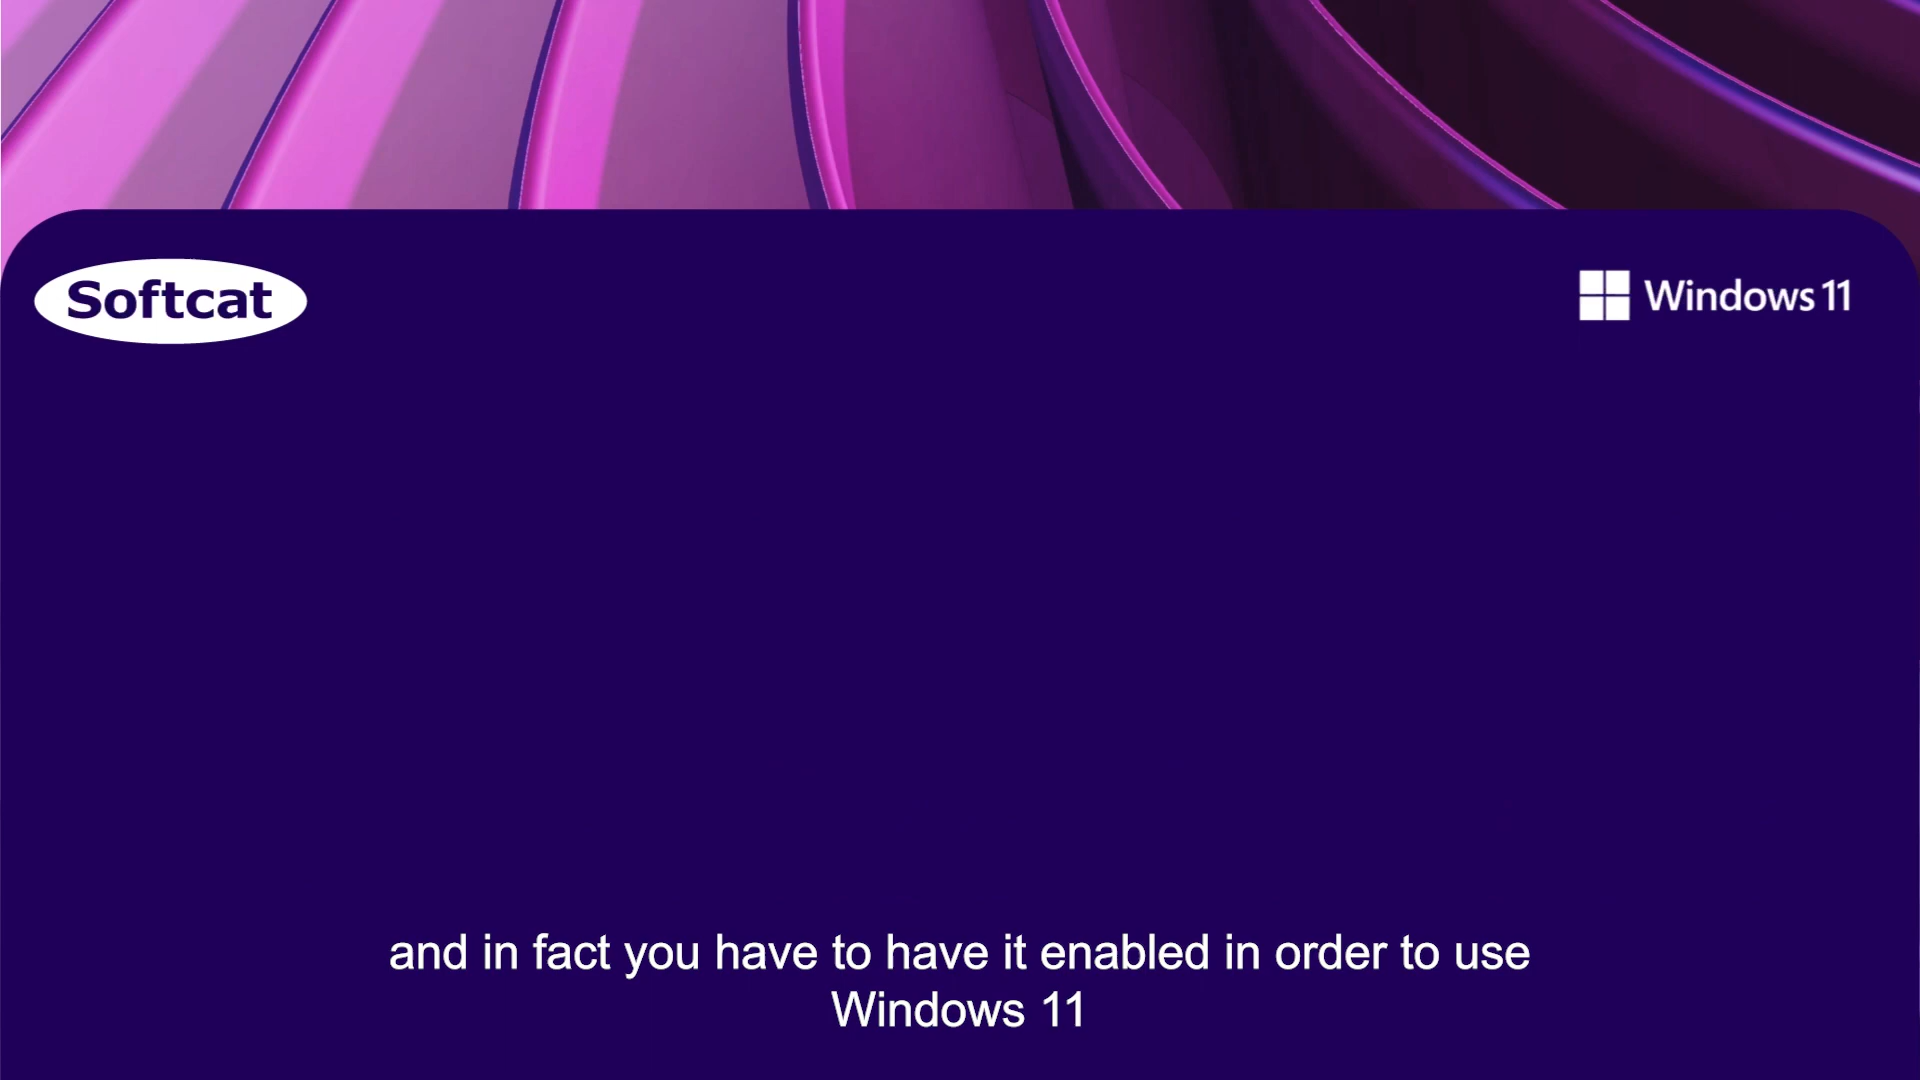 Softcat
Windows 11
and in fact you have to have it enabled in order to use
Windows 11